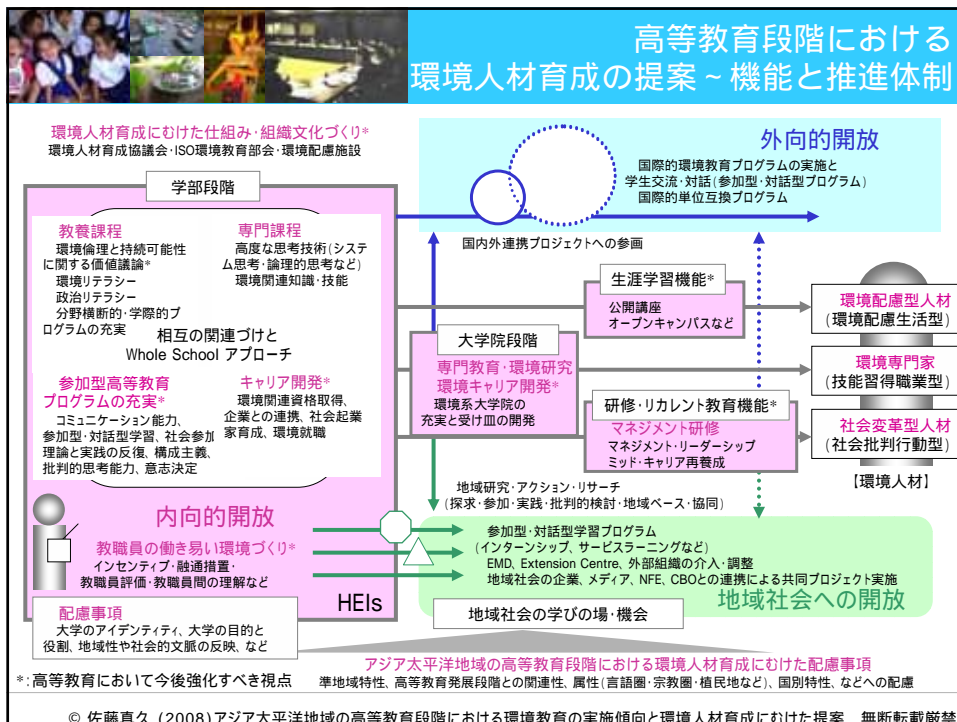 高等教育段階における
環境人材育成の提案~機能と推進体制
環境人材育成にむけた仕組み・組織文化づくり*
環境人材育成協議会・ISO環境教育部会・環境配慮施設
学部段階
教養課程
環境倫理と持続可能性
に関する価値議論*
環境リテラシー
政治リテラシー
分野横断的・学際的プ
ログラムの充実
専門課程
高度な思考技術(システ
ム思考・論理的思考など)
環境関連知識・技能
相互の関連づけと
Whole School アプローチ
参加型高等教育
プログラムの充実*
コミュニケーション能力、
参加型・対話型学習、社会参加
理論と実践の反復、構成主義、
批判的思考能力、意志決定
キャリア開発*
環境関連資格取得、
企業との連携、社会起業
家育成、環境就職
内向的開放
教職員の働き易い環境づくり*
インセンティブ・融通措置・
教職員評価・教職員間の理解など
HEIs
配慮事項
大学のアイデンティティ、大学の目的と
役割、地域性や社会的文脈の反映、など
*:高等教育において今後強化すべき視点
外向的開放
国際的環境教育プログラムの実施と
学生交流・対話(参加型・対話型プログラム)
国際的単位互換プログラム
国内外連携プロジェクトへの参画
生涯学習機能*
公開講座
オープンキャンパスなど
大学院段階
専門教育・環境研究
環境キャリア開発*
環境系大学院の
充実と受け皿の開発
研修・リカレント教育機能*
マネジメント研修
マネジメント・リーダーシップ
ミッド・キャリア再養成
環境配慮型人材
(環境配慮生活型)
環境専門家
(技能習得職業型)
社会変革型人材
(社会批判行動型)
【環境人材】
地域研究・アクション・リサーチ
(探求・参加・実践・批判的検討・地域ベース・協同)
参加型・対話型学習プログラム
(インターンシップ、サービスラーニングなど)
EMD、Extension Centre、外部組織の介入・調整
地域社会の企業、メディア、NFE、CBOとの連携による共同プロジェクト実施
地域社会への開放
地域社会の学びの場・機会
アジア太平洋地域の高等教育段階における環境人材育成にむけた配慮事項
準地域特性、高等教育発展段階との関連性、属性(言語圏・宗教圏・植民地など)、国別特性、などへの配慮
© 佐藤真久 (2008)アジア太平洋地域の高等教育段階における環境教育の実施傾向と環境人材育成にむけた提案 無断転載厳禁